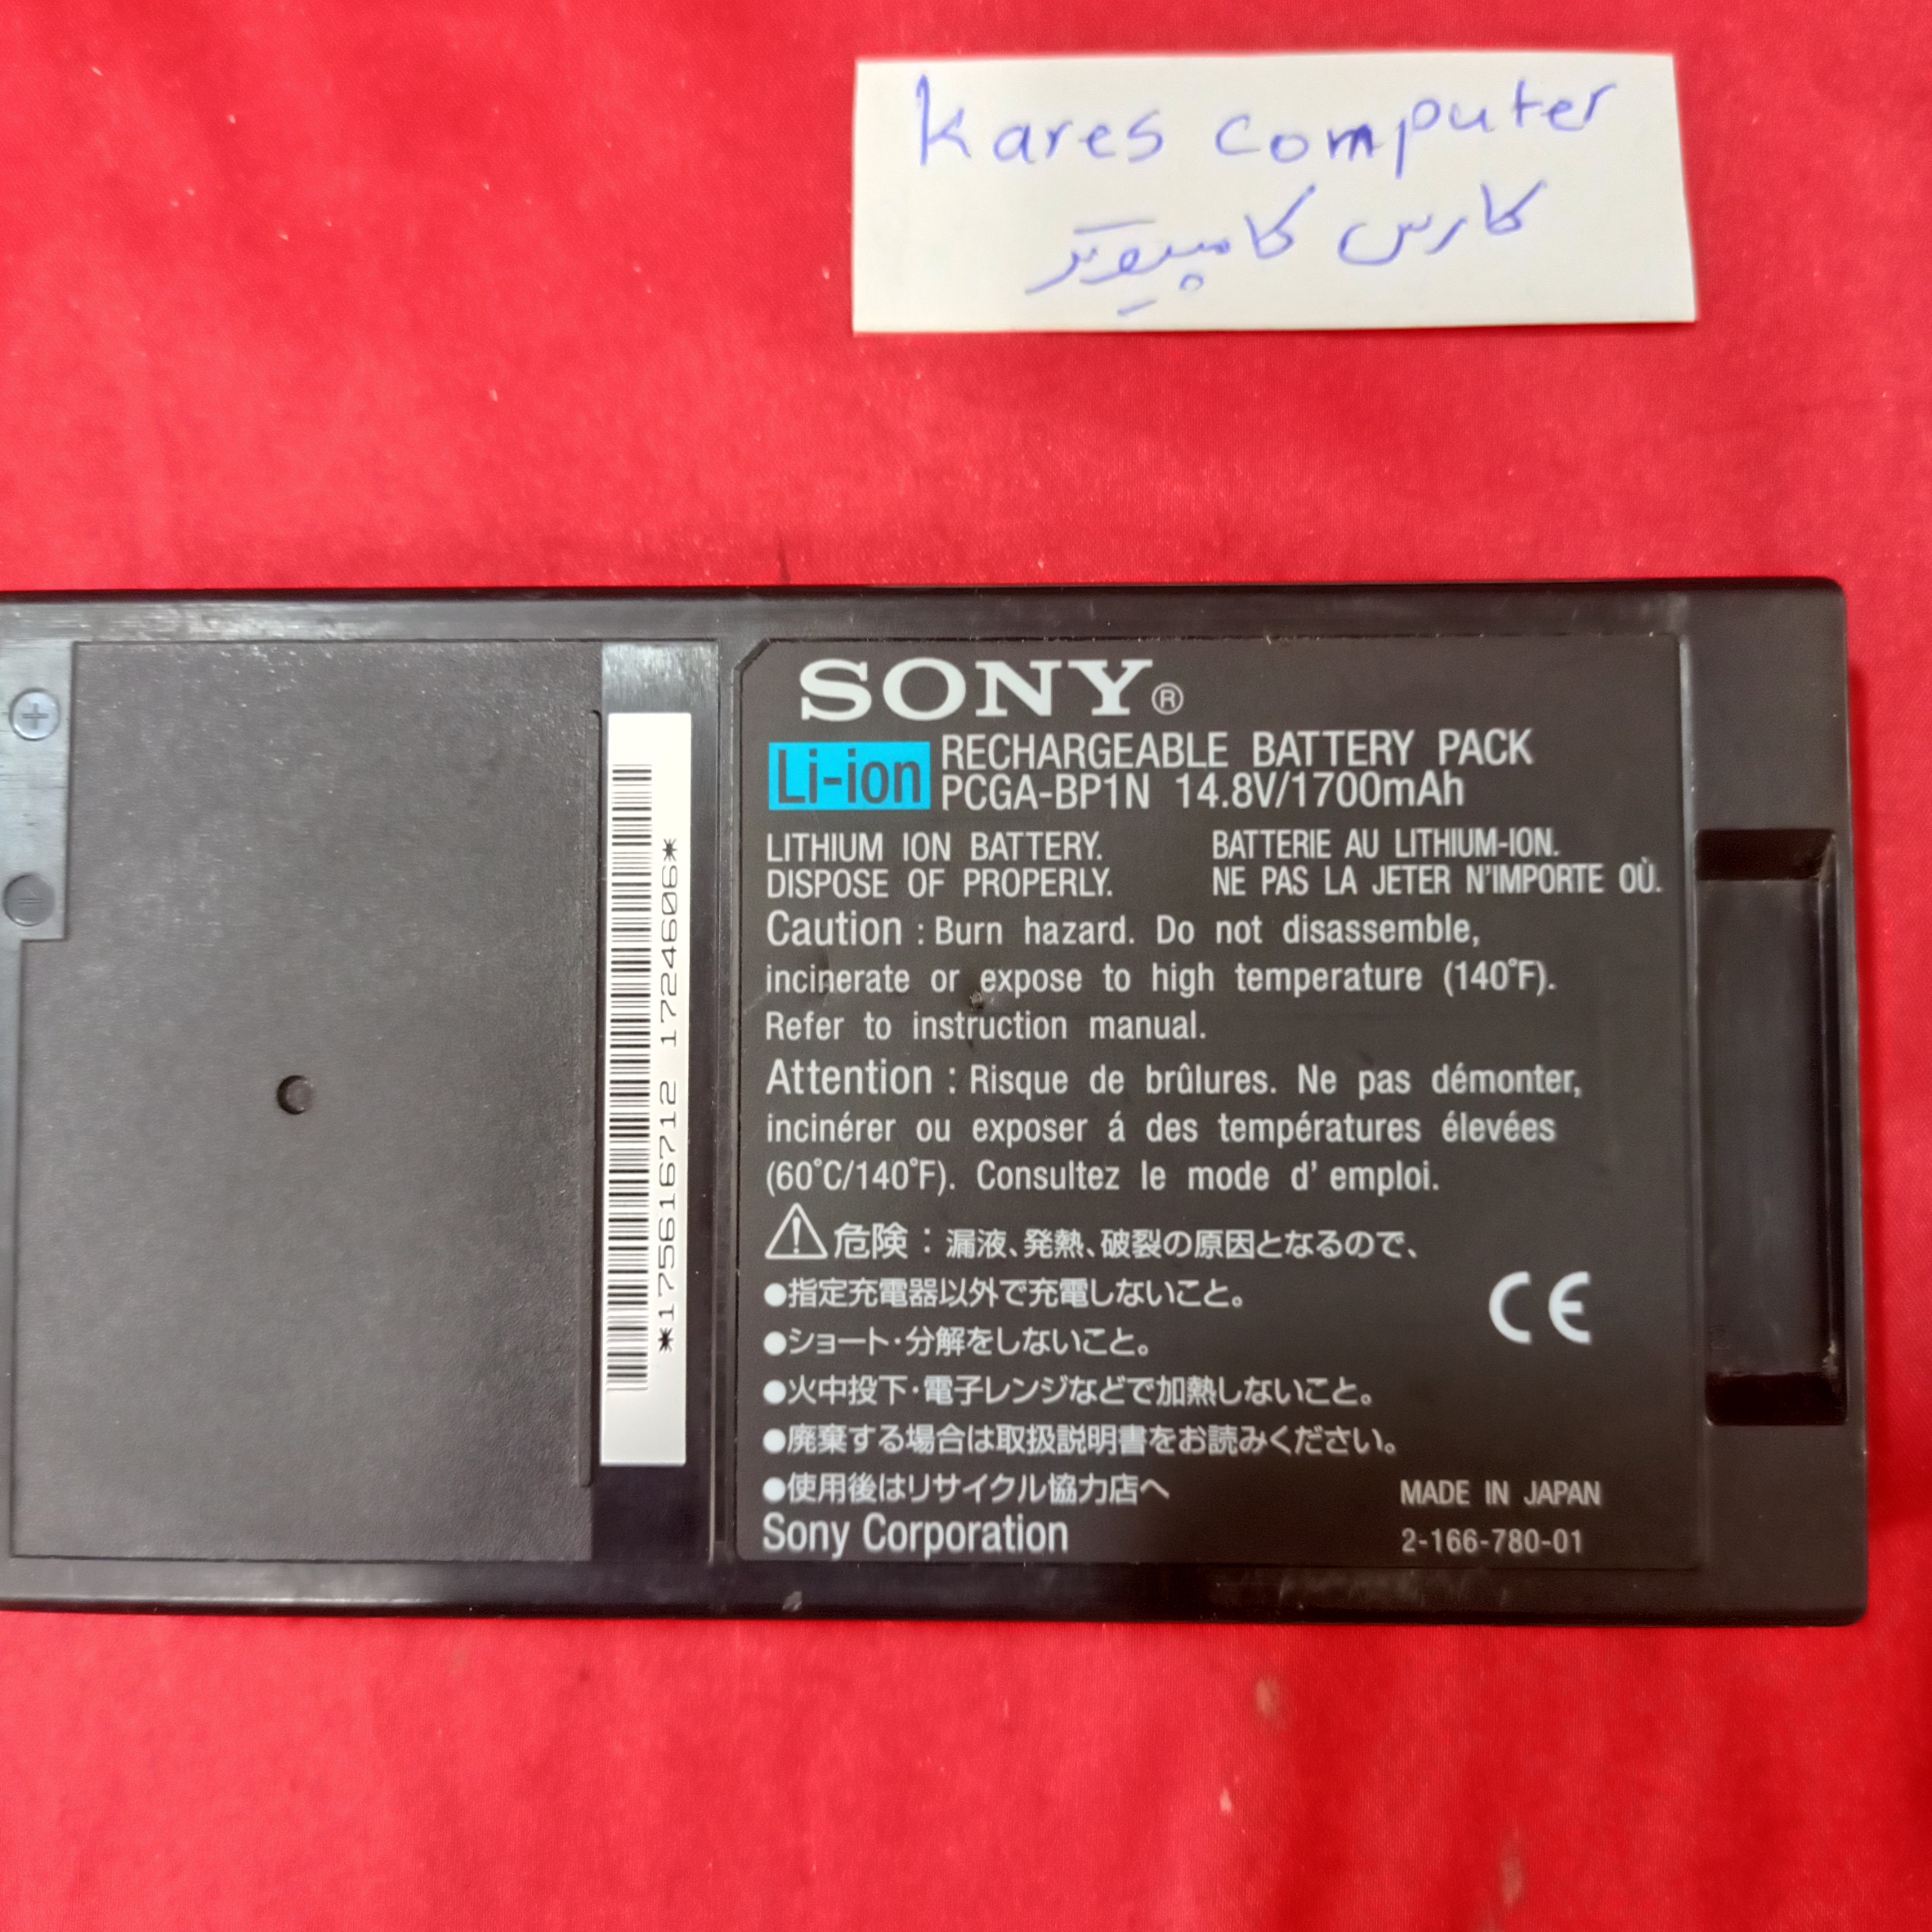 Kares computer
کارس کامپیوتر
SONY®
Li-ion RECHARGEABLE BATTERY PACK
PCGA-BP1N 14.8V/1700mAh
LITHIUM ION BATTERY.
DISPOSE OF PROPERLY.
BATTERIE AU LITHIUM-ION.
NE PAS LA JETER N'IMPORTE OÙ.
Caution : Burn hazard. Do not disassemble,
incinerate or expose to high temperature (140°F).
Refer to instruction manual.
Attention : Risque de brûlures. Ne pas démonter,
incinérer ou exposer á des températures élevées
(60°C/140°F). Consultez le mode d' emploi.
危険：漏液、発熱、破裂の原因となるので、
●指定充電器以外で充電しないこと。
●ショート・分解をしないこと。
●火中投下・電子レンジなどで加熱しないこと。
●廃棄する場合は取扱説明書をお読みください。
●使用後はリサイクル協力店へ
CE
Sony Corporation
MADE IN JAPAN
2-166-780-01
*175616712 1724606*